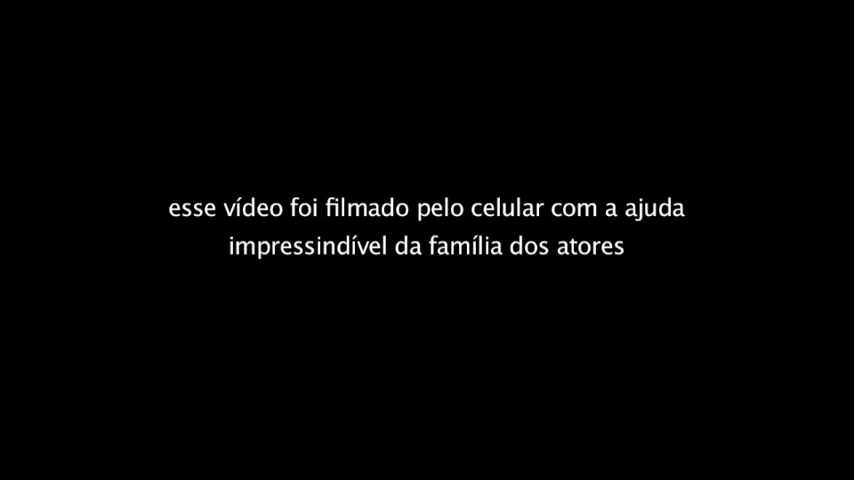 esse vídeo foi filmado pelo celular com a ajuda
impressindível da família dos atores